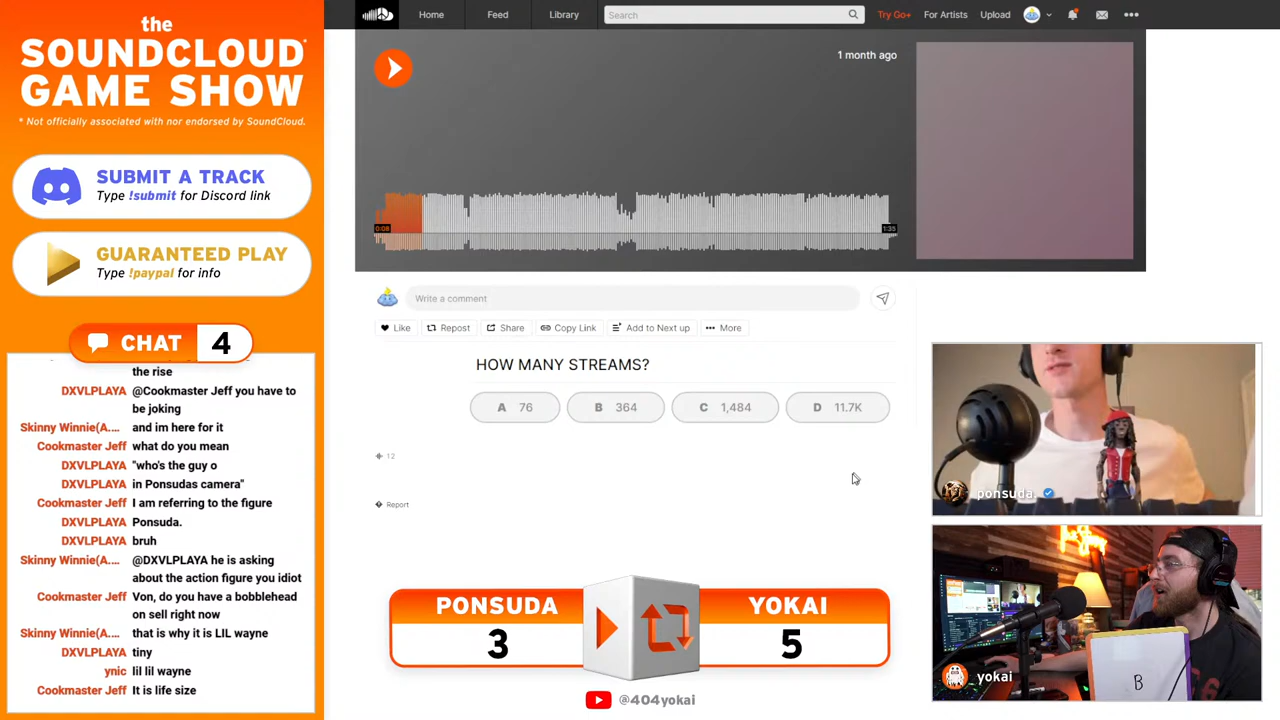 the
SOUNDCLOUD
GAME SHOW
* Not officially associated with nor endorsed by SoundCloud.
SUBMIT A TRACK
Type !submit for Discord link
GUARANTEED PLAY
Type !paypal for info
CHAT 4
the rise
DXVLPLAYA @Cookmaster Jeff you have to
be joking
Skinny Winnie(A.... and im here for it
Cookmaster Jeff what do you mean
DXVLPLAYA "who's the guy o
DXVLPLAYA in Ponsudas camera"
Cookmaster Jeff I am referring to the figure
DXVLPLAYA Ponsuda.
DXVLPLAYA bruh
Skinny Winnie(A.... @DXVLPLAYA he is asking
about the action figure you idiot
Cookmaster Jeff Von, do you have a bobblehead
on sell right now
Skinny Winnie(A.... that is why it is LIL wayne
DXVLPLAYA tiny
ynic lil lil wayne
Cookmaster Jeff It is life size
Home Feed Library Search Try Go+ For Artists Upload
1 month ago
0:08 1:35
Write a comment
Like Repost Share Copy Link Add to Next up More
HOW MANY STREAMS?
A 76 B 364 C 1,484 D 11.7K
12
Report
ponsuda.
B
yokai
PONSUDA YOKAI
3 5
@404yokai